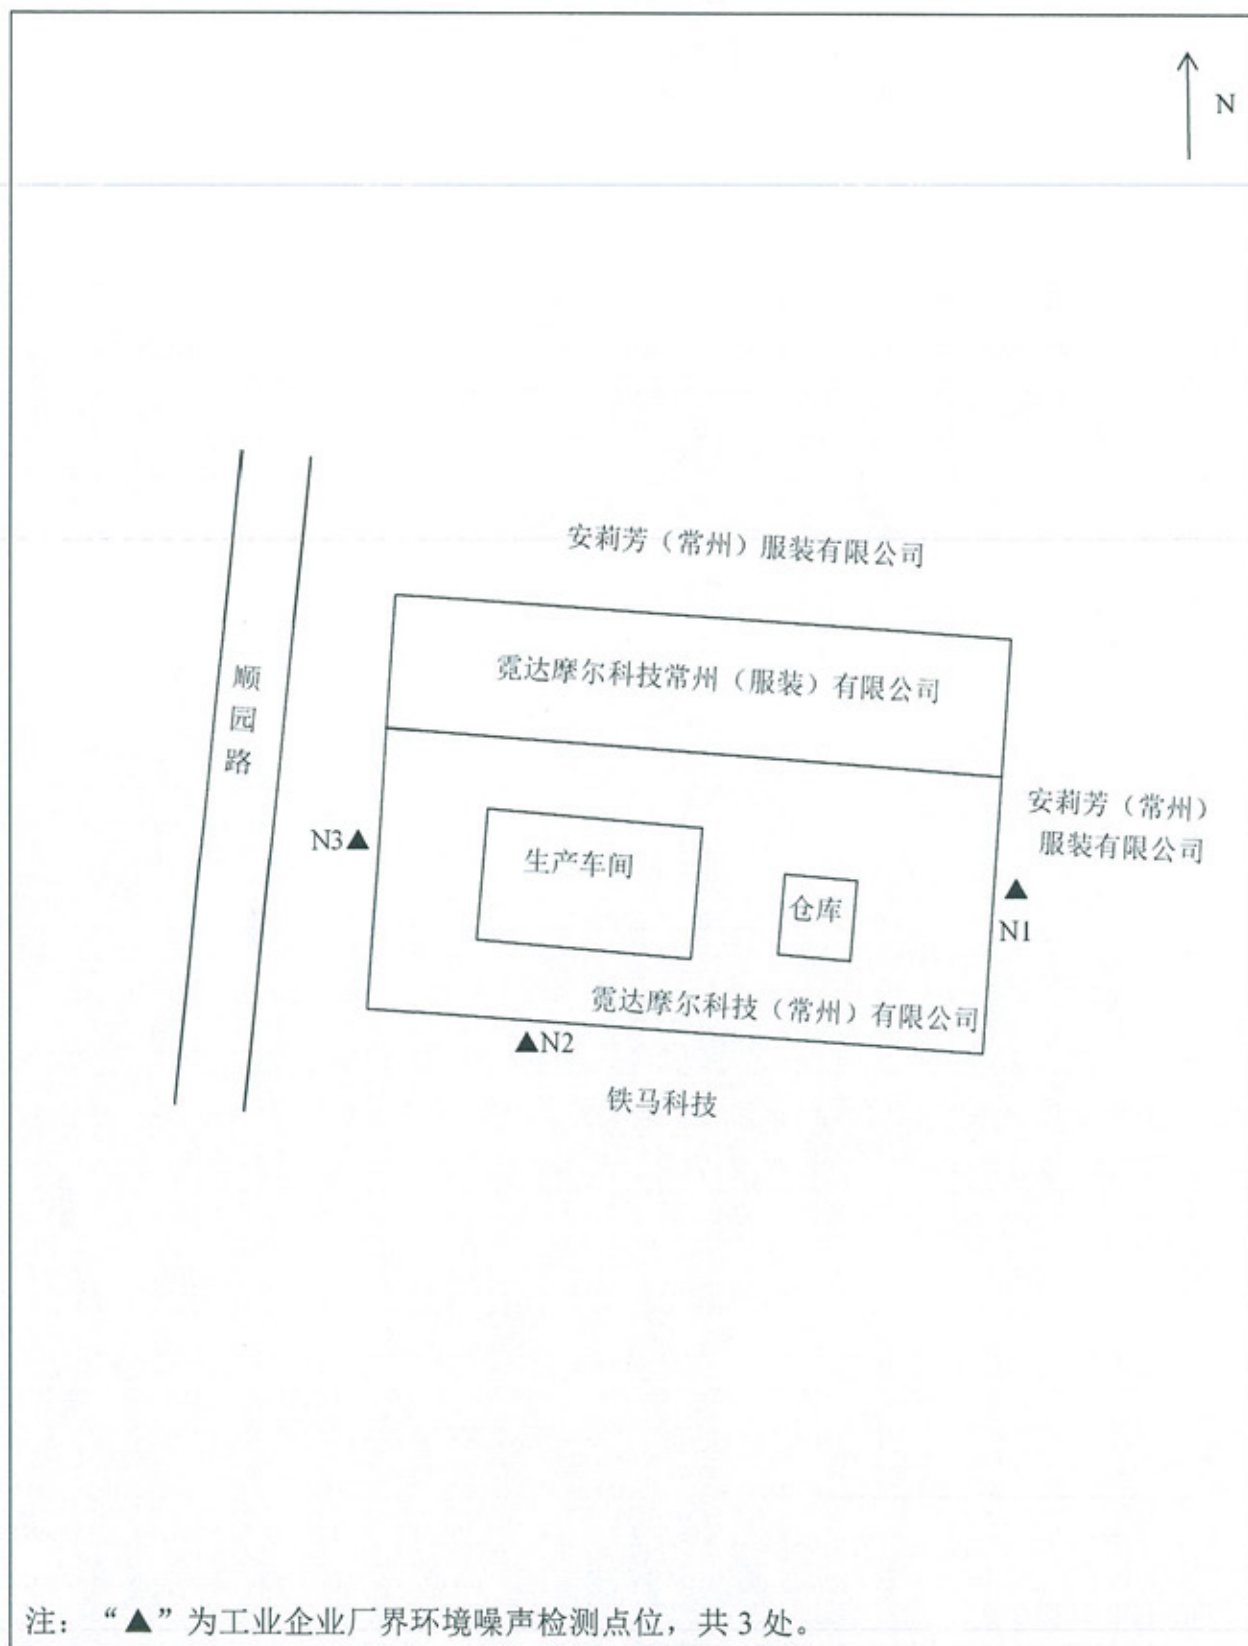 N
安莉芳（常州）服装有限公司
霓达摩尔科技常州（服装）有限公司
顺园路
安莉芳（常州）
服装有限公司
N3▲
生产车间
仓库
▲
N1
霓达摩尔科技（常州）有限公司
▲N2
铁马科技
注：“▲”为工业企业厂界环境噪声检测点位，共 3 处。